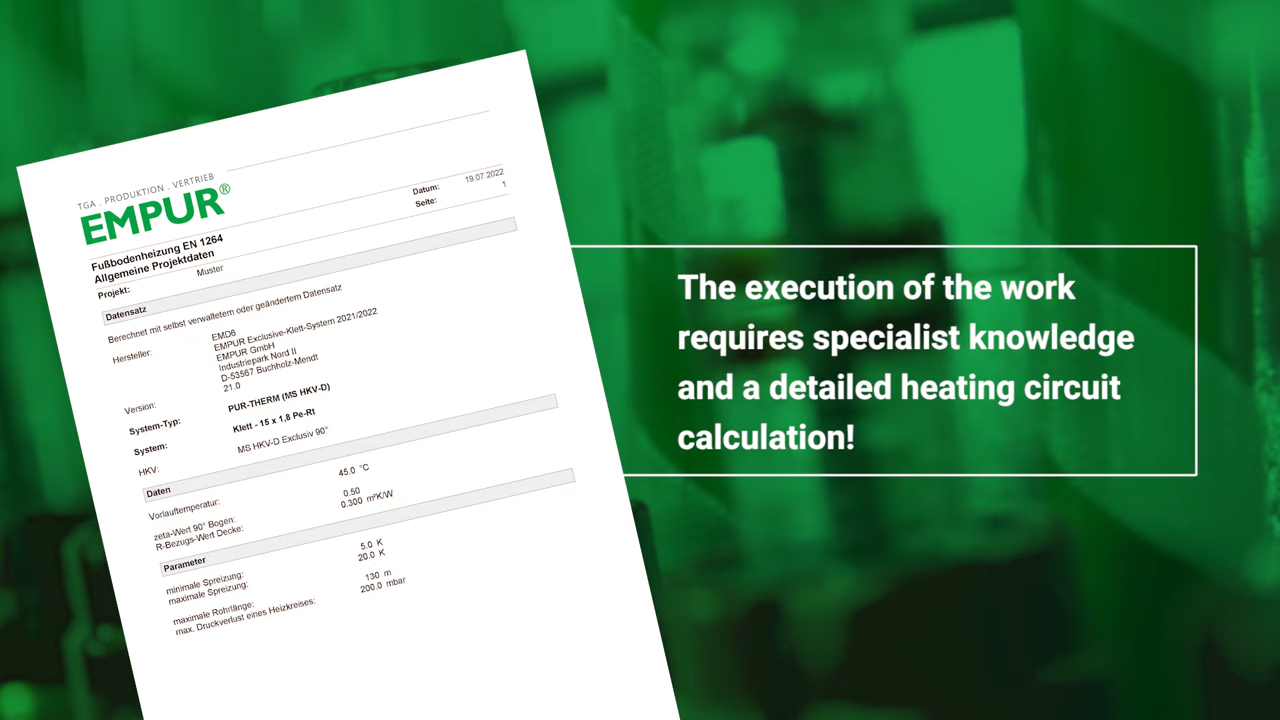 TGA . PRODUKTION . VERTRIEB
EMPUR®
Datum: 19.07.2022
Seite: 1
Fußbodenheizung EN 1264
Allgemeine Projektdaten
Projekt: Muster
Datensatz
Berechnet mit selbst verwaltetem oder geändertem Datensatz
EMD6
Hersteller: EMPUR Exclusive-Klett-System 2021/2022
EMPUR GmbH
Industriepark Nord II
D-53567 Buchholz-Mendt
Version: 21.0
System-Typ: PUR-THERM (MS HKV-D)
System: Klett - 15 x 1,8 Pe-Rt
HKV: MS HKV-D Exclusiv 90°
Daten
Vorlauftemperatur: 45.0 °C
zeta-Wert 90° Bogen: 0.50
R-Bezugs-Wert Decke: 0.300 m²K/W
Parameter
minimale Spreizung: 5.0 K
maximale Spreizung: 20.0 K
maximale Rohrlänge: 130 m
max. Druckverlust eines Heizkreises: 200.0 mbar
The execution of the work
requires specialist knowledge
and a detailed heating circuit
calculation!